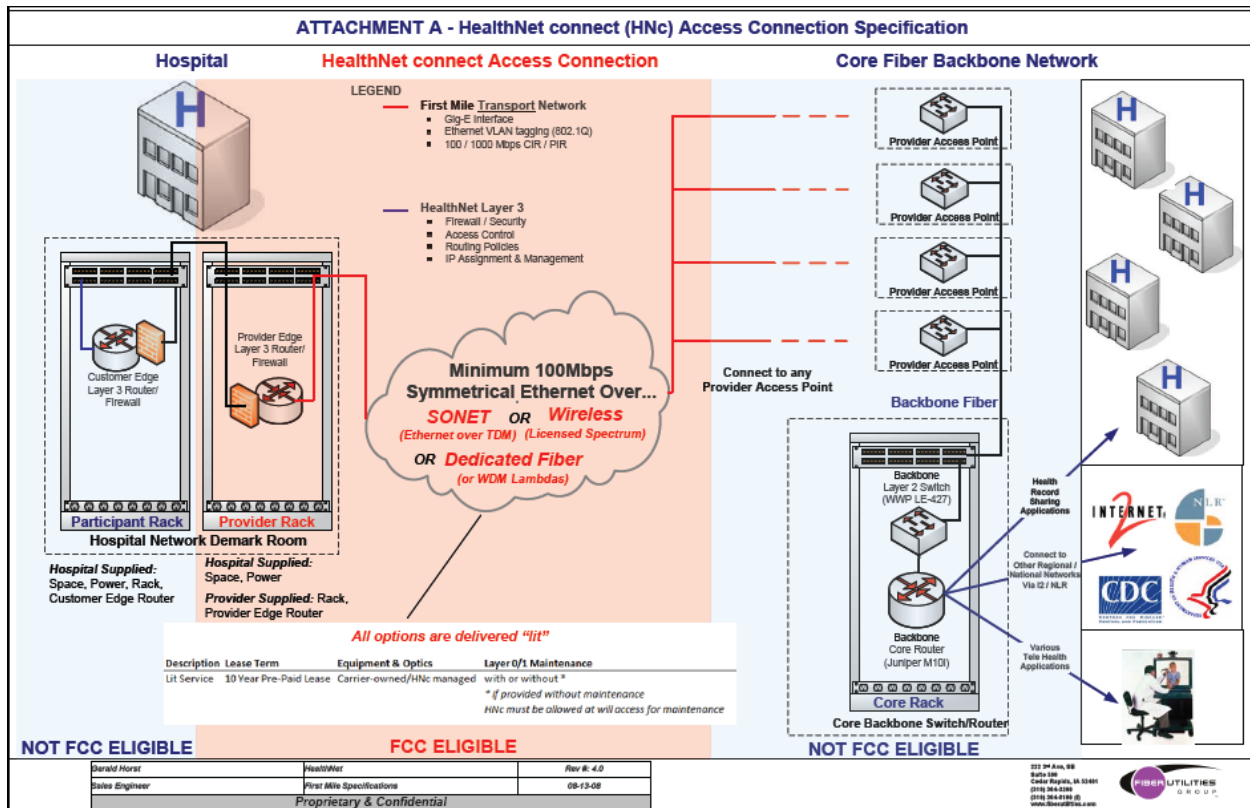 ATTACHMENT A - HealthNet connect (HNc) Access Connection Specification
Hospital
HealthNet connect Access Connection
Core Fiber Backbone Network
LEGEND
First Mile Transport Network
Gig-E Interface
Ethernet VLAN tagging (802.1Q)
100 / 1000 Mbps CIR / PIR
HealthNet Layer 3
Firewall / Security
Access Control
Routing Policies
IP Assignment & Management
H
Customer Edge
Layer 3 Router/
Firewall
Provider Edge
Layer 3 Router/
Firewall
Participant Rack
Provider Rack
Hospital Network Demark Room
Hospital Supplied:
Space, Power, Rack,
Customer Edge Router
Hospital Supplied:
Space, Power
Provider Supplied: Rack,
Provider Edge Router
Minimum 100Mbps
Symmetrical Ethernet Over...
SONET OR Wireless
(Ethernet over TDM) (Licensed Spectrum)
OR Dedicated Fiber
(or WDM Lambdas)
All options are delivered "lit"
Description Lease Term Equipment & Optics Layer 0/1 Maintenance
Lit Service 10 Year Pre-Paid Lease Carrier-owned/HNc managed with or without *
* if provided without maintenance
HNc must be allowed at will access for maintenance
Provider Access Point
Provider Access Point
Provider Access Point
Provider Access Point
Connect to any
Provider Access Point
Backbone Fiber
Backbone
Layer 2 Switch
(WWP LE-427)
Backbone
Core Router
(Juniper M10I)
Core Rack
Core Backbone Switch/Router
H
H
H
H
Health
Record
Sharing
Applications
Connect to
Other Regional /
National Networks
Via I2 / NLR
Various
Tele Health
Applications
INTERNET
2
NLR
CDC
NOT FCC ELIGIBLE
FCC ELIGIBLE
NOT FCC ELIGIBLE
Gerald Horst HealthNet Rev #: 4.0
Sales Engineer First Mile Specifications 08-13-08
Proprietary & Confidential
Cedar Rapids, IA 52401
www.fiberutilities.com
FIBER UTILITIES
GROUP